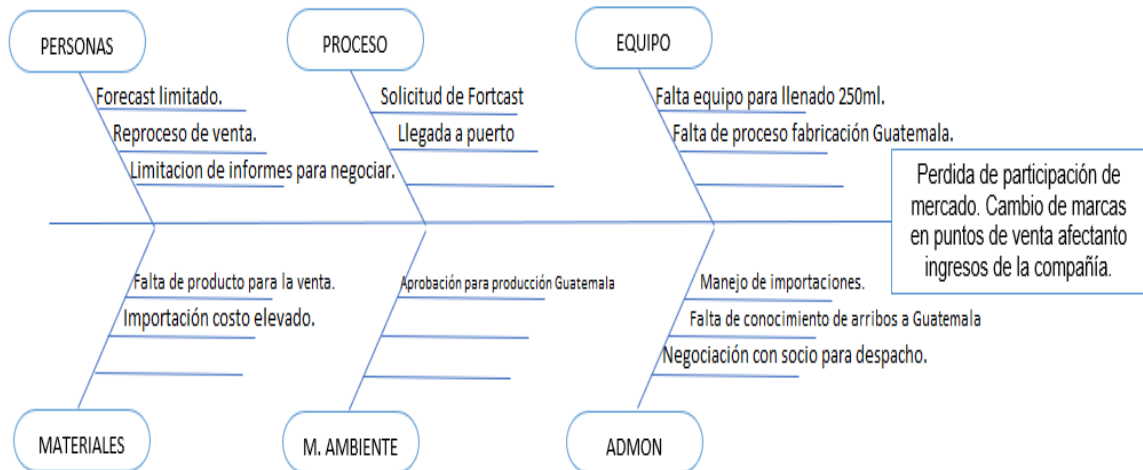 PERSONAS
PROCESO
EQUIPO
Forecast limitado.
Reproceso de venta.
Limitacion de informes para negociar.
Solicitud de Fortcast
Llegada a puerto
Falta equipo para llenado 250ml.
Falta de proceso fabricación Guatemala.
Perdida de participación de
mercado. Cambio de marcas
en puntos de venta afectanto
ingresos de la compañía.
Falta de producto para la venta.
Importación costo elevado.
Aprobación para producción Guatemala
Manejo de importaciones.
Falta de conocimiento de arribos a Guatemala
Negociación con socio para despacho.
MATERIALES
M. AMBIENTE
ADMON